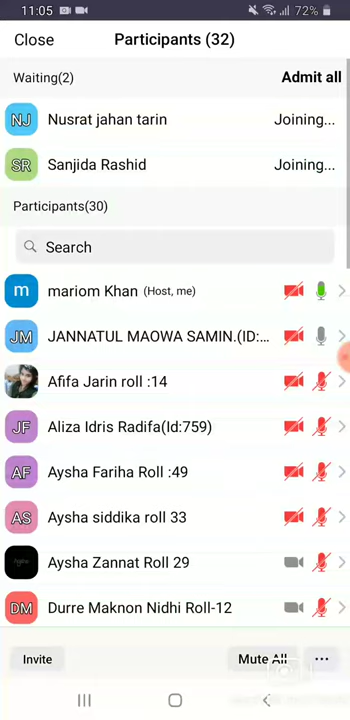 11:05 72%
Close Participants (32)
Waiting(2) Admit all
NJ Nusrat jahan tarin Joining...
SR Sanjida Rashid Joining...
Participants(30)
Search
m mariom Khan (Host, me)
JM JANNATUL MAOWA SAMIN.(ID:...
Afifa Jarin roll :14
JF Aliza Idris Radifa(Id:759)
AF Aysha Fariha Roll :49
AS Aysha siddika roll 33
Aysha Zannat Roll 29
DM Durre Maknon Nidhi Roll-12
Invite Mute All ...